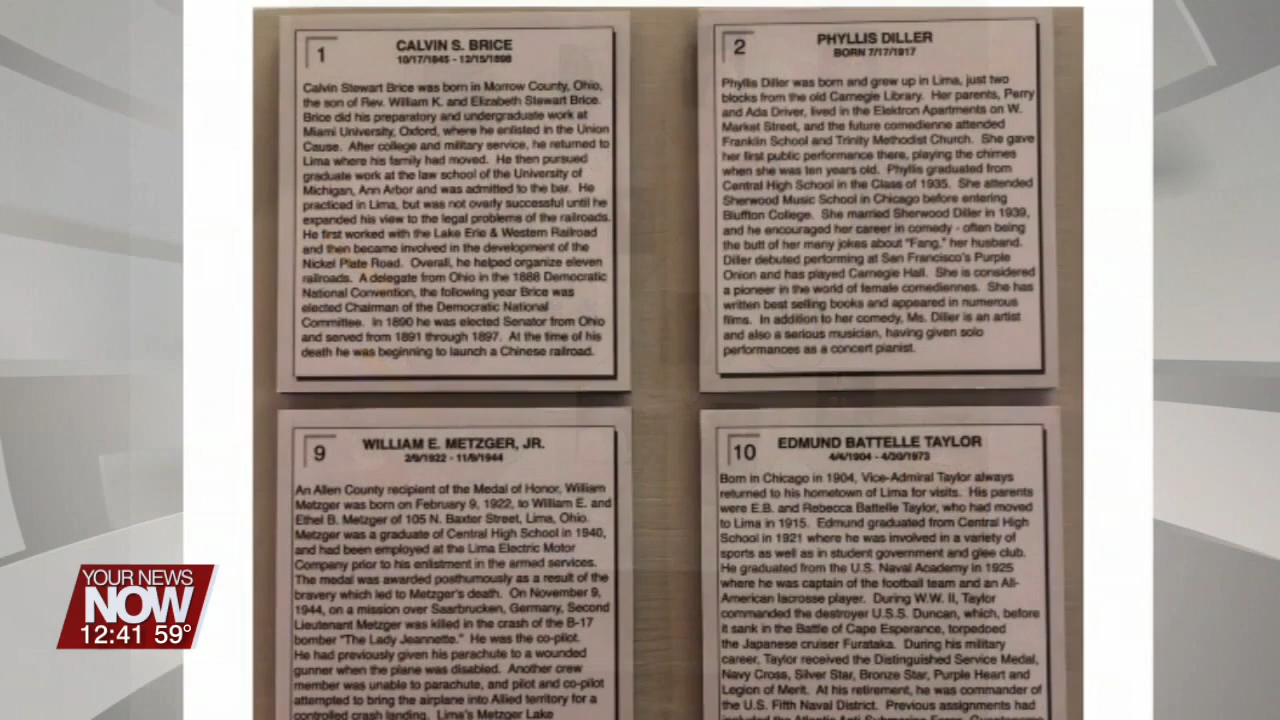 1
CALVIN S. BRICE
10/17/1845 - 12/15/1898
Calvin Stewart Brice was born in Morrow County, Ohio,
the son of Rev. William K. and Elizabeth Stewart Brice.
Brice did his preparatory and undergraduate work at
Miami University, Oxford, where he enlisted in the Union
Cause. After college and military service, he returned to
Lima where his family had moved. He then pursued
graduate work at the law school of the University of
Michigan, Ann Arbor and was admitted to the bar. He
practiced in Lima, but was not overly successful until he
expanded his view to the legal problems of the railroads.
He first worked with the Lake Erie & Western Railroad
and then became involved in the development of the
Nickel Plate Road. Overall, he helped organize eleven
railroads. A delegate from Ohio in the 1888 Democratic
National Convention, the following year Brice was
elected Chairman of the Democratic National
Committee. In 1890 he was elected Senator from Ohio
and served from 1891 through 1897. At the time of his
death he was beginning to launch a Chinese railroad.
2
PHYLLIS DILLER
BORN 7/17/1917
Phyllis Diller was born and grew up in Lima, just two
blocks from the old Carnegie Library. Her parents, Perry
and Ada Driver, lived in the Elektron Apartments on W.
Market Street, and the future comedienne attended
Franklin School and Trinity Methodist Church. She gave
her first public performance there, playing the chimes
when she was ten years old. Phyllis graduated from
Central High School in the Class of 1935. She attended
Sherwood Music School in Chicago before entering
Bluffton College. She married Sherwood Diller in 1939,
and he encouraged her career in comedy - often being
the butt of her many jokes about "Fang," her husband.
Diller debuted performing at San Francisco's Purple
Onion and has played Carnegie Hall. She is considered
a pioneer in the world of female comediennes. She has
written best selling books and appeared in numerous
films. In addition to her comedy, Ms. Diller is an artist
and also a serious musician, having given solo
performances as a concert pianist.
9
WILLIAM E. METZGER, JR.
2/9/1922 - 11/9/1944
An Allen County recipient of the Medal of Honor, William
Metzger was born on February 9, 1922, to William E. and
Ethel B. Metzger of 105 N. Baxter Street, Lima, Ohio.
Metzger was a graduate of Central High School in 1940,
and had been employed at the Lima Electric Motor
Company prior to his enlistment in the armed services.
The medal was awarded posthumously as a result of the
bravery which led to Metzger's death. On November 9,
1944, on a mission over Saarbrucken, Germany, Second
Lieutenant Metzger was killed in the crash of the B-17
bomber "The Lady Jeannette." He was the co-pilot.
He had previously given his parachute to a wounded
gunner when the plane was disabled. Another crew
member was unable to parachute, and pilot and co-pilot
attempted to bring the airplane into Allied territory for a
controlled crash landing. Lima's Metzger Lake
10
EDMUND BATTELLE TAYLOR
4/4/1904 - 4/30/1973
Born in Chicago in 1904, Vice-Admiral Taylor always
returned to his hometown of Lima for visits. His parents
were E.B. and Rebecca Battelle Taylor, who had moved
to Lima in 1915. Edmund graduated from Central High
School in 1921 where he was involved in a variety of
sports as well as in student government and glee club.
He graduated from the U.S. Naval Academy in 1925
where he was captain of the football team and an All-
American lacrosse player. During W.W. II, Taylor
commanded the destroyer U.S.S. Duncan, which, before
it sank in the Battle of Cape Esperance, torpedoed
the Japanese cruiser Furataka. During his military
career, Taylor received the Distinguished Service Medal,
Navy Cross, Silver Star, Bronze Star, Purple Heart and
Legion of Merit. At his retirement, he was commander of
the U.S. Fifth Naval District. Previous assignments had
YOUR NEWS
NOW
12:41 59°